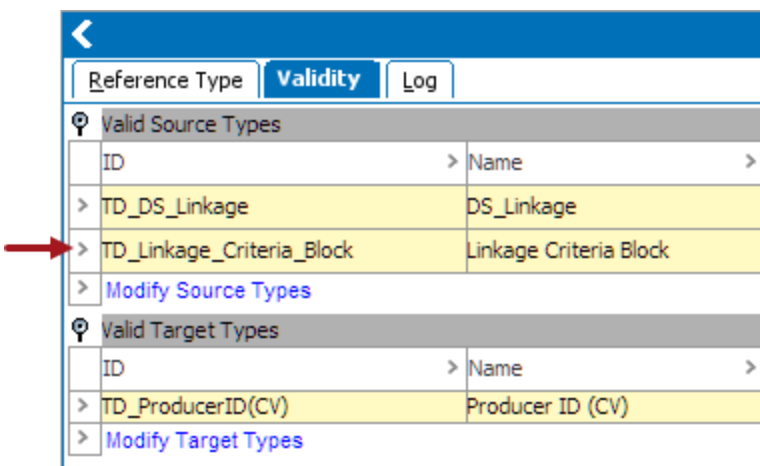 Reference Type Validity Log
Valid Source Types
ID > Name >
> TD_DS_Linkage DS_Linkage
> TD_Linkage_Criteria_Block Linkage Criteria Block
> Modify Source Types
Valid Target Types
ID > Name >
> TD_ProducerID(CV) Producer ID (CV)
> Modify Target Types